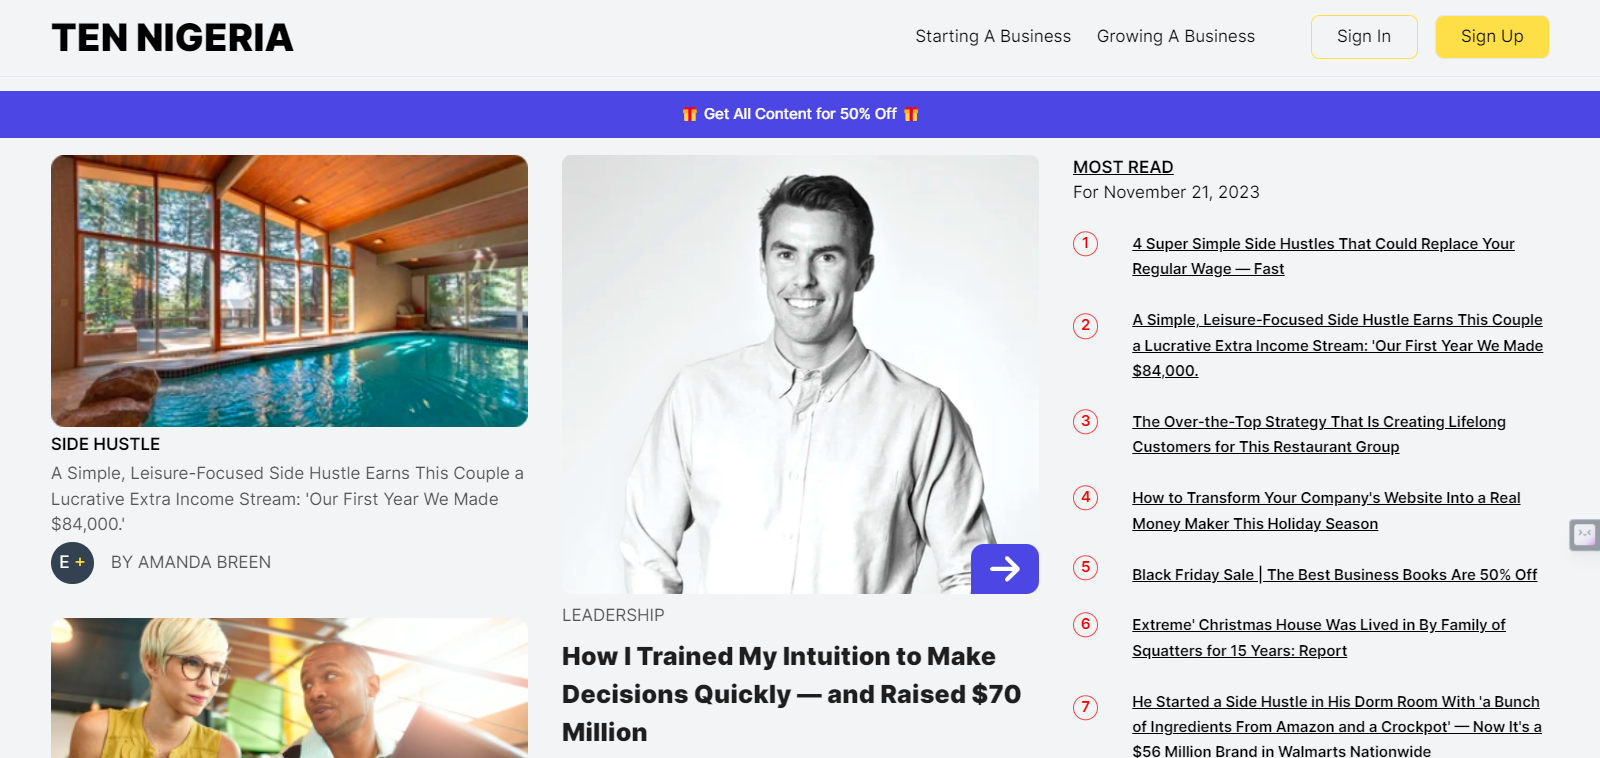 TEN NIGERIA
Starting A Business
Growing A Business
Sign In
Sign Up
Get All Content for 50% Off
SIDE HUSTLE
A Simple, Leisure-Focused Side Hustle Earns This Couple a
Lucrative Extra Income Stream: 'Our First Year We Made
$84,000.'
E +
BY AMANDA BREEN
LEADERSHIP
How I Trained My Intuition to Make
Decisions Quickly — and Raised $70
Million
MOST READ
For November 21, 2023
1
4 Super Simple Side Hustles That Could Replace Your
Regular Wage — Fast
2
A Simple, Leisure-Focused Side Hustle Earns This Couple
a Lucrative Extra Income Stream: 'Our First Year We Made
$84,000.
3
The Over-the-Top Strategy That Is Creating Lifelong
Customers for This Restaurant Group
4
How to Transform Your Company's Website Into a Real
Money Maker This Holiday Season
5
Black Friday Sale | The Best Business Books Are 50% Off
6
Extreme' Christmas House Was Lived in By Family of
Squatters for 15 Years: Report
7
He Started a Side Hustle in His Dorm Room With 'a Bunch
of Ingredients From Amazon and a Crockpot' — Now It's a
$56 Million Brand in Walmarts Nationwide